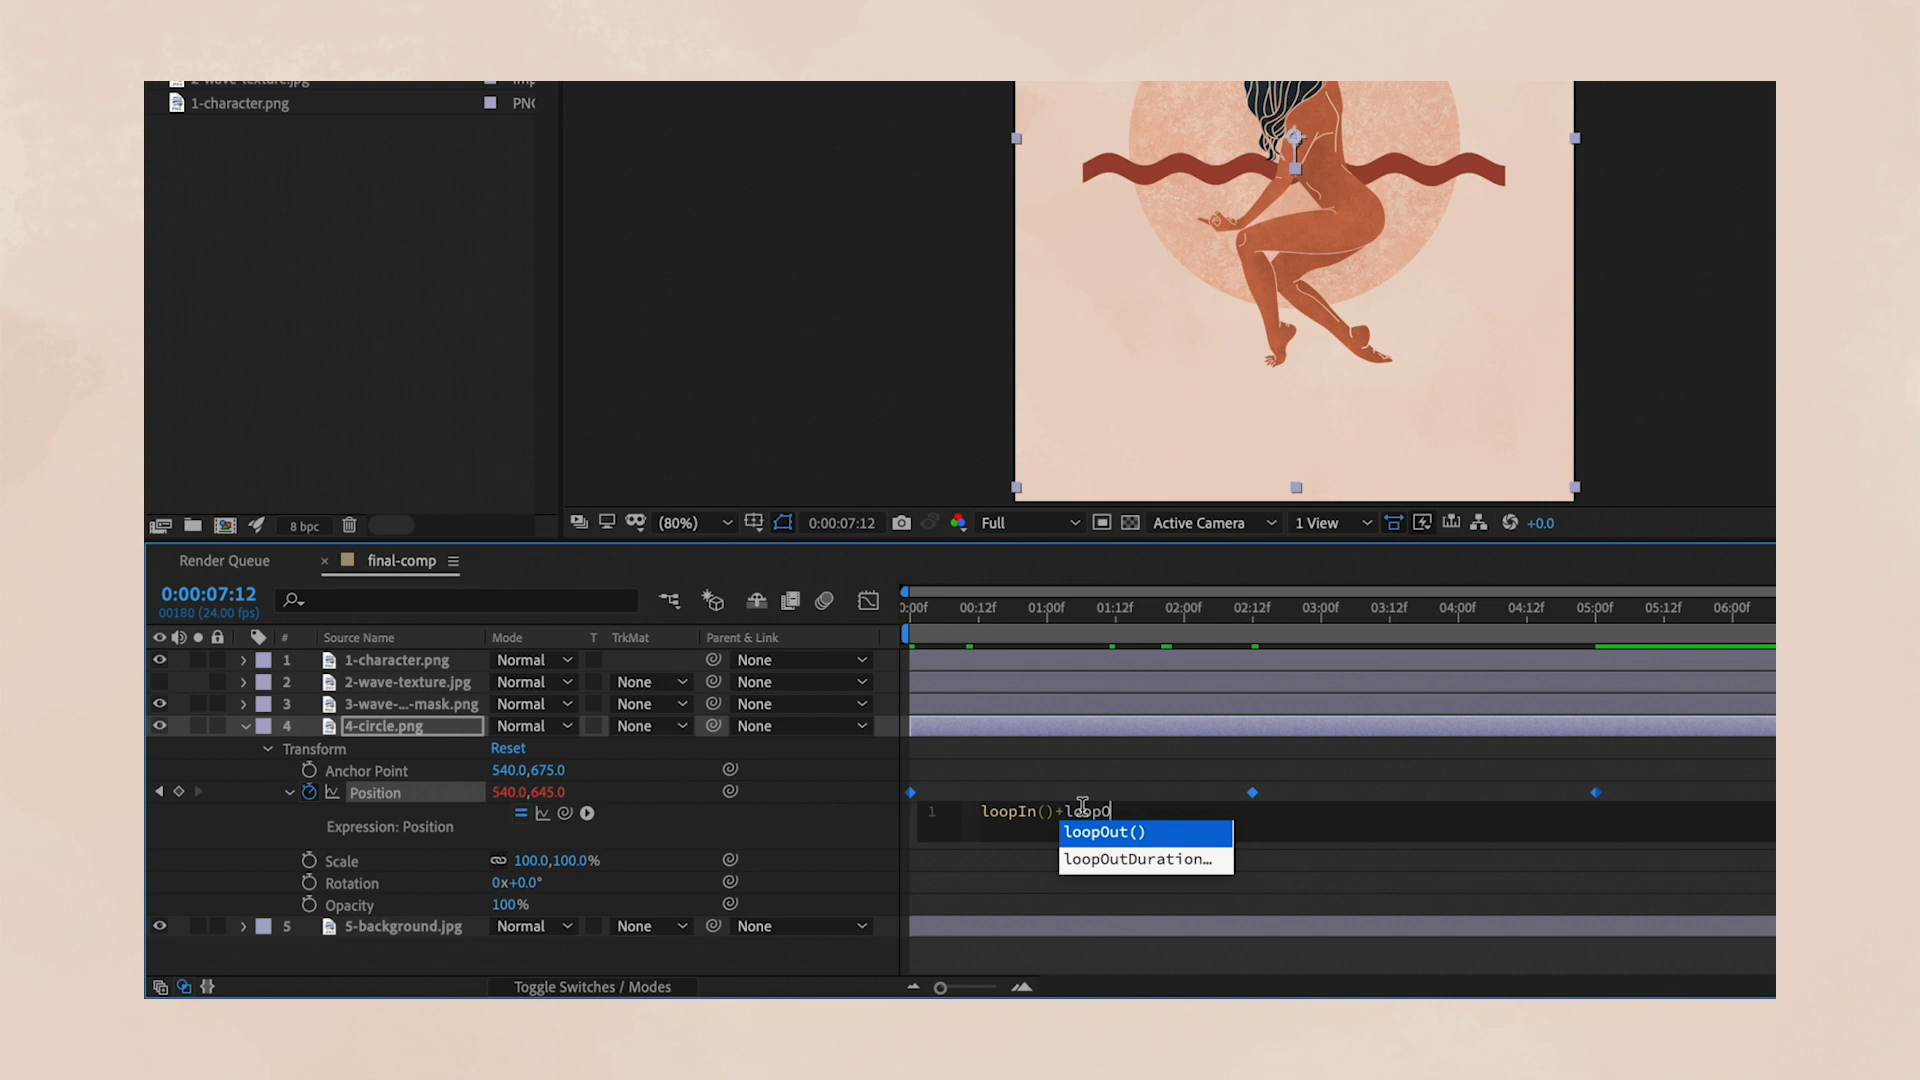 2-wave-texture.jpg
1-character.png PNG
8 bpc (80%) 0:00:07:12 Full Active Camera 1 View +0.0
Render Queue × final-comp
0:00:07:12
00180 (24.00 fps)
0:00f 00:12f 01:00f 01:12f 02:00f 02:12f 03:00f 03:12f 04:00f 04:12f 05:00f 05:12f 06:00f
# Source Name Mode T TrkMat Parent & Link
1 1-character.png Normal None
2 2-wave-texture.jpg Normal None None
3 3-wave-...-mask.png Normal None None
4 4-circle.png Normal None None
Transform Reset
Anchor Point 540.0,675.0
Position 540.0,645.0
1 loopIn()+loopO
loopOut()
Expression: Position
loopOutDuration…
Scale 100.0,100.0%
Rotation 0x+0.0°
Opacity 100%
5 5-background.jpg Normal None None
Toggle Switches / Modes